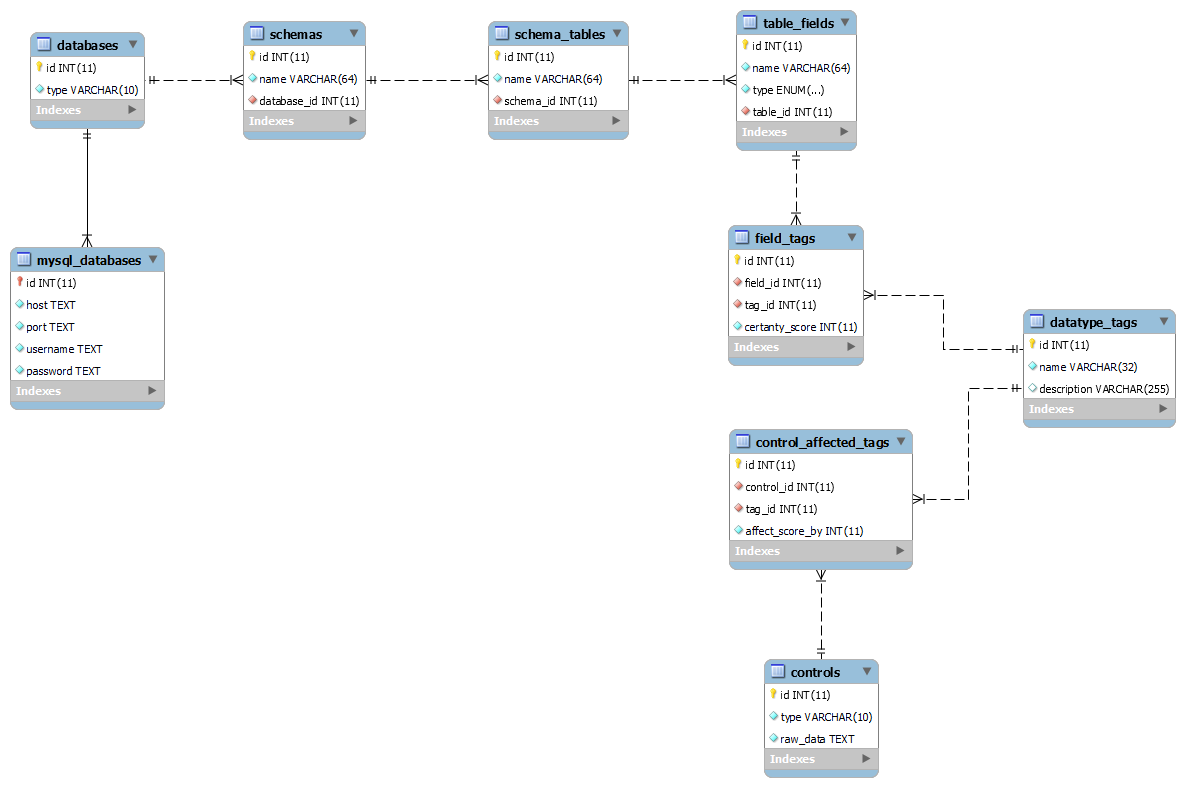 databases
id INT(11)
type VARCHAR(10)
Indexes
schemas
id INT(11)
name VARCHAR(64)
database_id INT(11)
Indexes
schema_tables
id INT(11)
name VARCHAR(64)
schema_id INT(11)
Indexes
table_fields
id INT(11)
name VARCHAR(64)
type ENUM(...)
table_id INT(11)
Indexes
mysql_databases
id INT(11)
host TEXT
port TEXT
username TEXT
password TEXT
Indexes
field_tags
id INT(11)
field_id INT(11)
tag_id INT(11)
certanty_score INT(11)
Indexes
datatype_tags
id INT(11)
name VARCHAR(32)
description VARCHAR(255)
Indexes
control_affected_tags
id INT(11)
control_id INT(11)
tag_id INT(11)
affect_score_by INT(11)
Indexes
controls
id INT(11)
type VARCHAR(10)
raw_data TEXT
Indexes